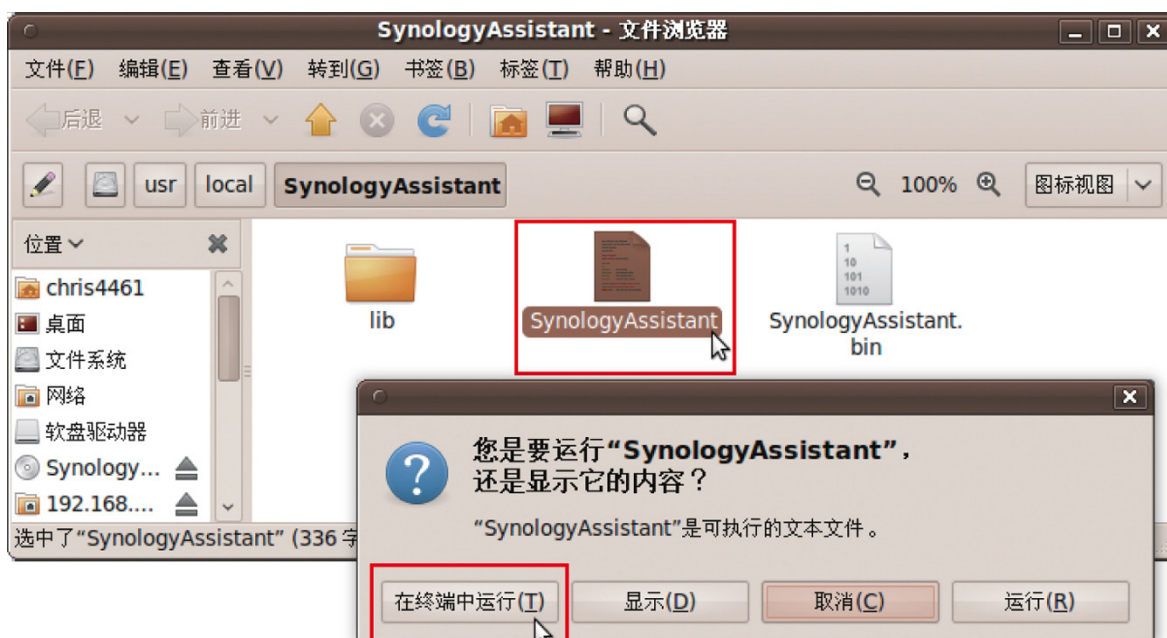 SynologyAssistant - 文件浏览器
文件(F) 编辑(E) 查看(V) 转到(G) 书签(B) 标签(T) 帮助(H)
后退 前进
usr local SynologyAssistant 100% 图标视图
位置
chris4461
桌面
文件系统
网络
软盘驱动器
Synology...
192.168....
lib
SynologyAssistant
SynologyAssistant.
bin
1
10
101
1010
选中了“SynologyAssistant” (336 字
您是要运行“SynologyAssistant”，
还是显示它的内容？
“SynologyAssistant”是可执行的文本文件。
在终端中运行(T) 显示(D) 取消(C) 运行(R)